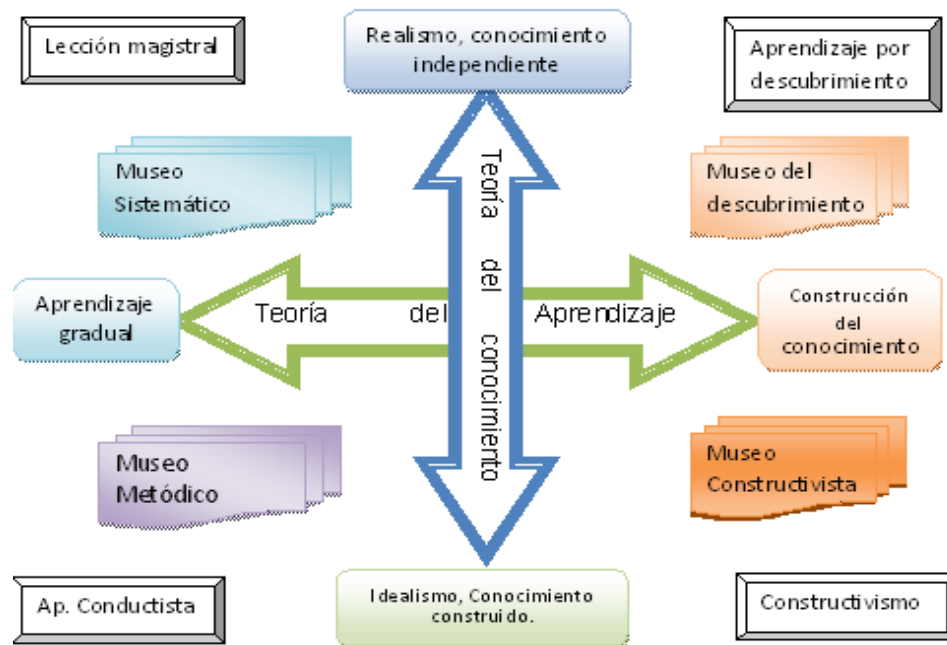 Lección magistral
Realismo, conocimiento
independiente
Aprendizaje por
descubrimiento
Museo
Sistemático
Museo del
descubrimiento
Teoría del conocimiento
Aprendizaje
gradual
Teoría del Aprendizaje
Construcción
del
conocimiento
Museo
Metódico
Museo
Constructivista
Ap. Conductista
Idealismo, Conocimiento
construido.
Constructivismo